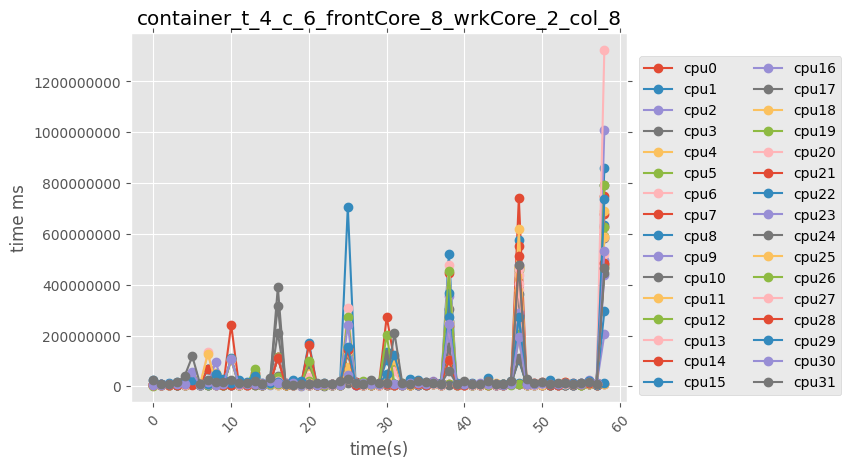 container_t_4_c_6_frontCore_8_wrkCore_2_col_8
1200000000
1000000000
800000000
600000000
400000000
200000000
0
time ms
0
10
20
30
40
50
60
time(s)
cpu0
cpu1
cpu2
cpu3
cpu4
cpu5
cpu6
cpu7
cpu8
cpu9
cpu10
cpu11
cpu12
cpu13
cpu14
cpu15
cpu16
cpu17
cpu18
cpu19
cpu20
cpu21
cpu22
cpu23
cpu24
cpu25
cpu26
cpu27
cpu28
cpu29
cpu30
cpu31